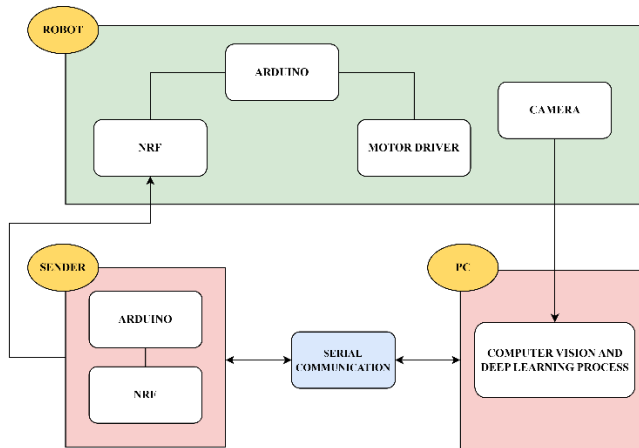 ROBOT
ARDUINO
CAMERA
NRF
MOTOR DRIVER
SENDER
PC
ARDUINO
SERIAL
COMMUNICATION
COMPUTER VISION AND
DEEP LEARNING PROCESS
NRF